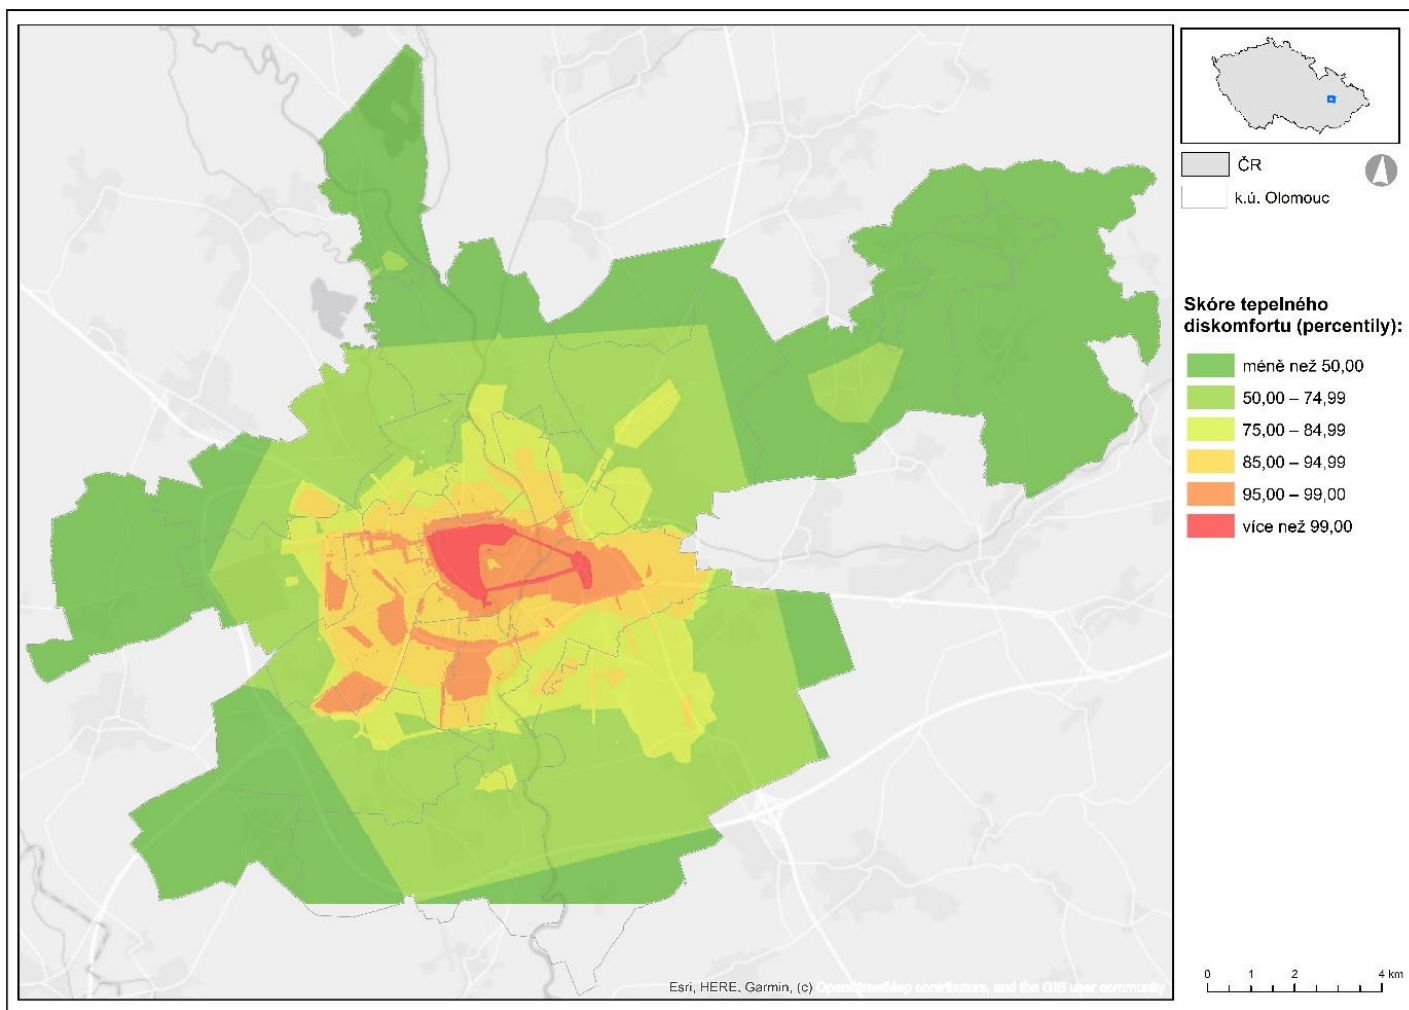 ČR
k.ú. Olomouc
Skóre tepelného
diskomfortu (percentily):
méně než 50,00
50,00 – 74,99
75,00 – 84,99
85,00 – 94,99
95,00 – 99,00
více než 99,00
0 1 2 4 km
Esri, HERE, Garmin, (c) OpenStreetMap contributors, and the GIS user community